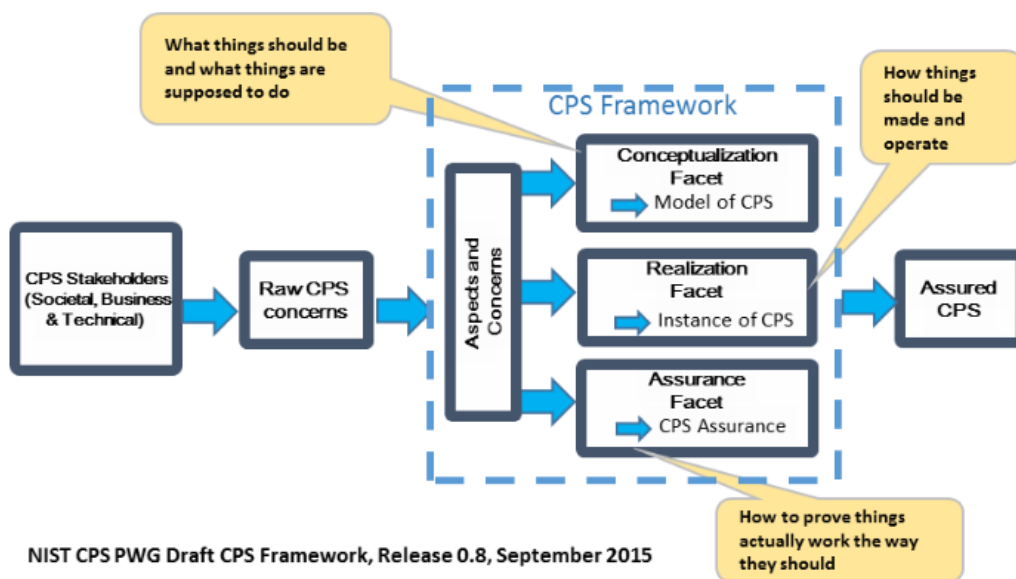 What things should be
and what things are
supposed to do
How things
should be
made and
operate
CPS Framework
Conceptualization
Facet
Model of CPS
CPS Stakeholders
(Societal, Business
& Technical)
Raw CPS
concerns
Aspects and
Concerns
Realization
Facet
Instance of CPS
Assured
CPS
Assurance
Facet
CPS Assurance
How to prove things
actually work the way
they should
NIST CPS PWG Draft CPS Framework, Release 0.8, September 2015